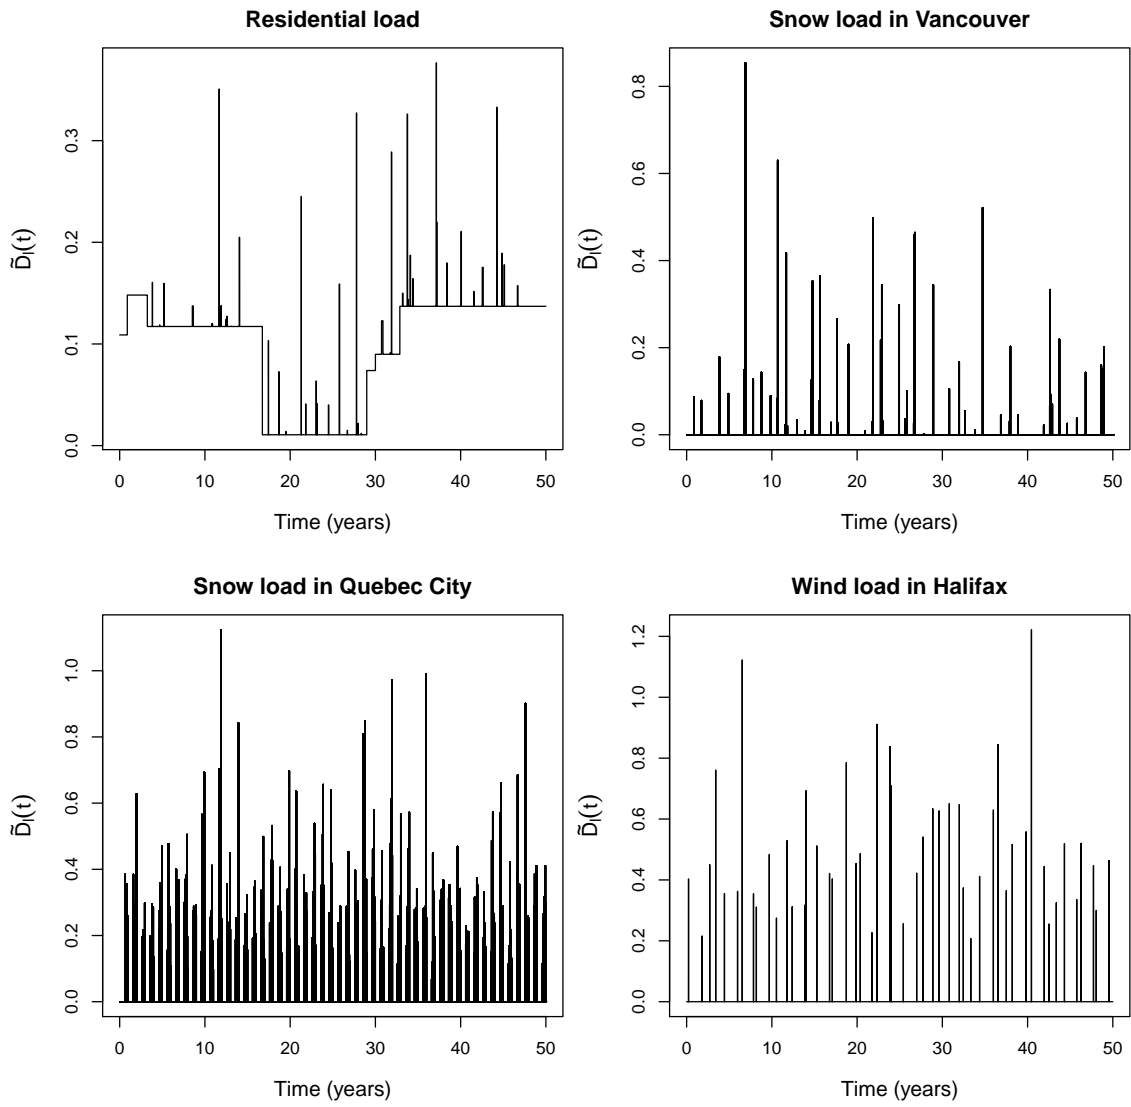 Residential load
D̃ₗ(t)
0.0 0.1 0.2 0.3
0 10 20 30 40 50
Time (years)
Snow load in Vancouver
D̃ₗ(t)
0.0 0.2 0.4 0.6 0.8
0 10 20 30 40 50
Time (years)
Snow load in Quebec City
D̃ₗ(t)
0.0 0.2 0.4 0.6 0.8 1.0
0 10 20 30 40 50
Time (years)
Wind load in Halifax
D̃ₗ(t)
0.0 0.2 0.4 0.6 0.8 1.0 1.2
0 10 20 30 40 50
Time (years)